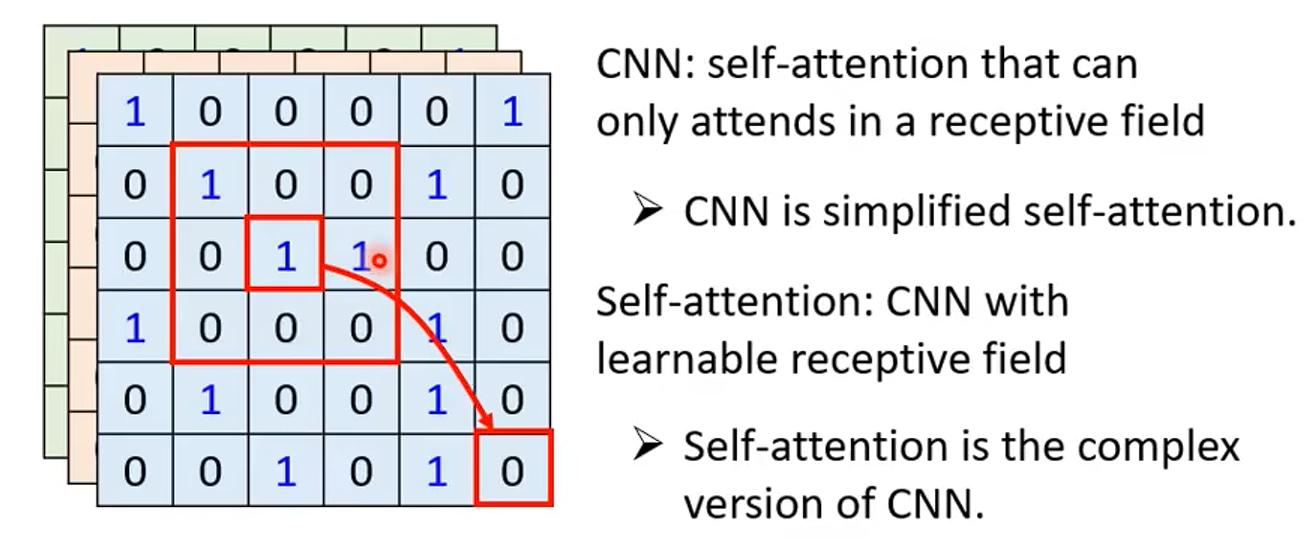 CNN: self-attention that can
only attends in a receptive field
➢ CNN is simplified self-attention.
Self-attention: CNN with
learnable receptive field
➢ Self-attention is the complex
version of CNN.
1 0 0 0 0 1
0 1 0 0 1 0
0 0 1 1 0 0
1 0 0 0 1 0
0 1 0 0 1 0
0 0 1 0 1 0